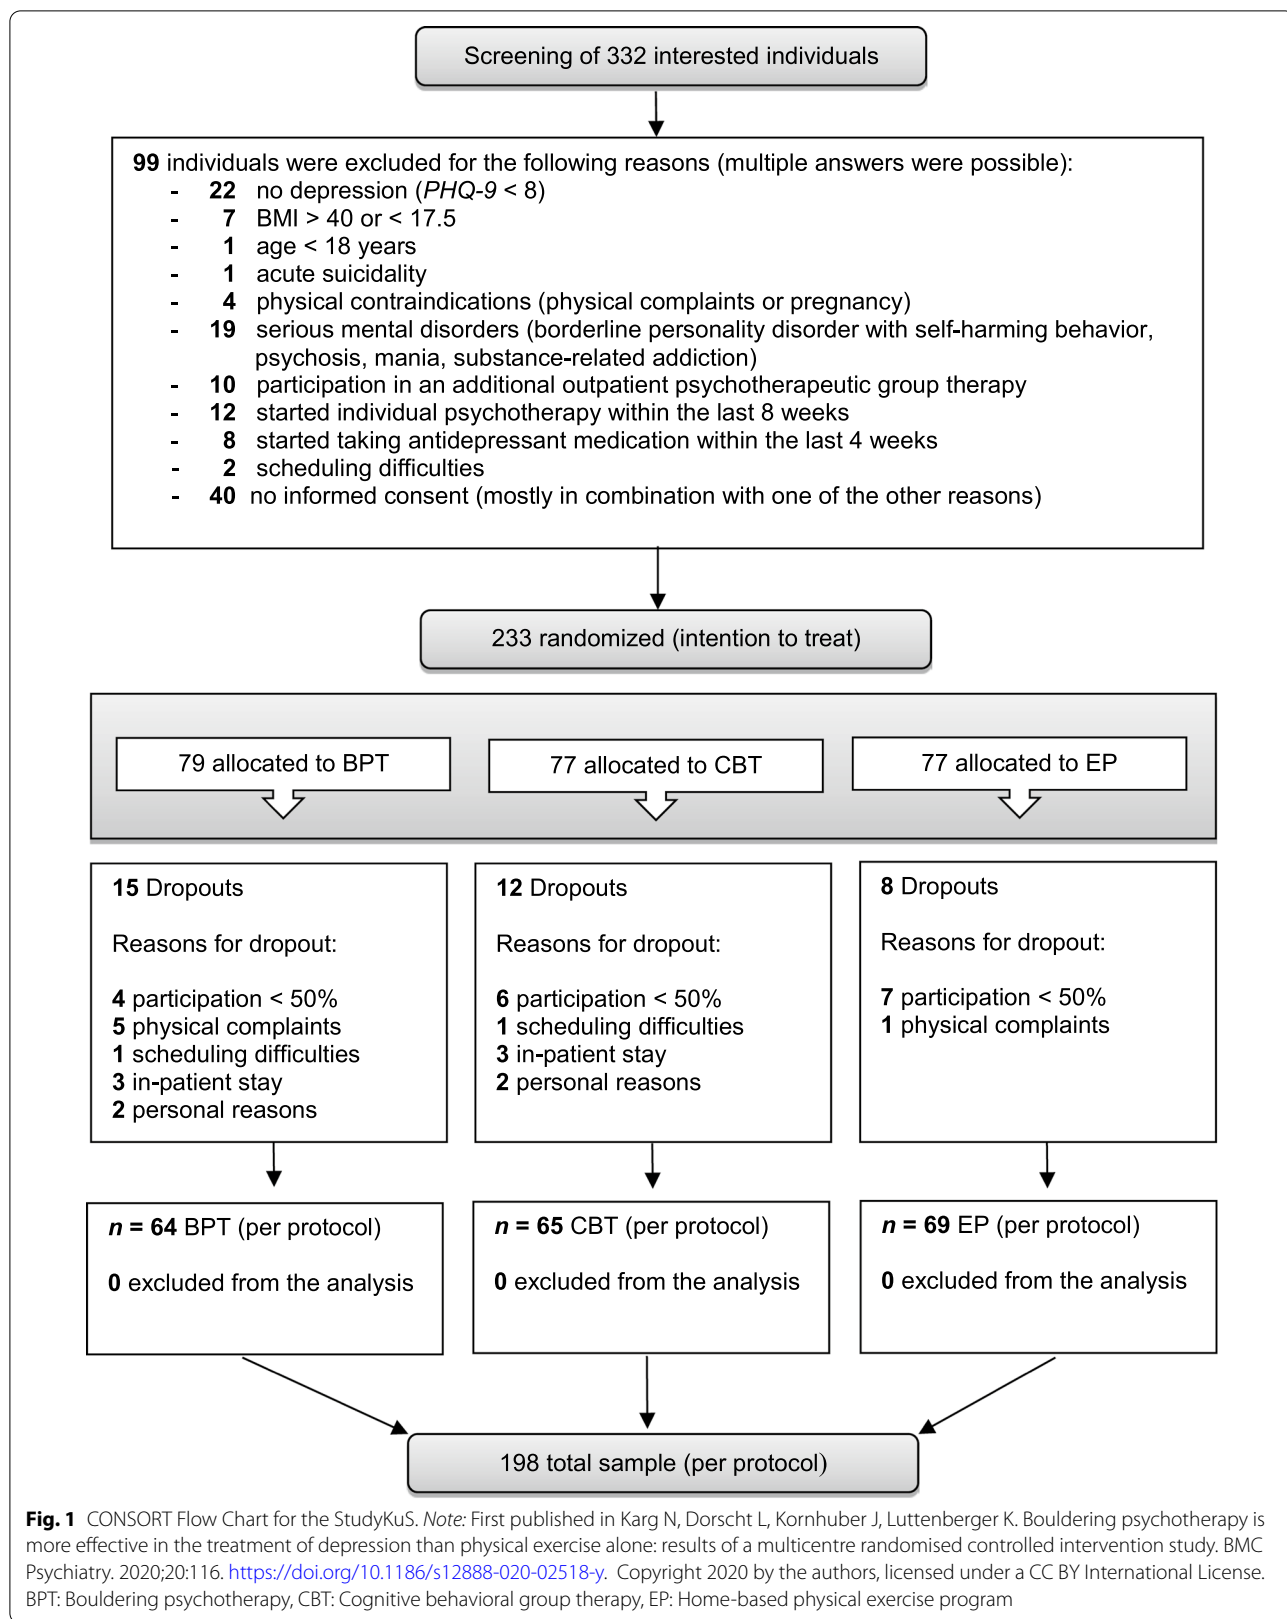 Screening of 332 interested individuals
99 individuals were excluded for the following reasons (multiple answers were possible):
- 22 no depression (PHQ-9 < 8)
- 7 BMI > 40 or < 17.5
- 1 age < 18 years
- 1 acute suicidality
- 4 physical contraindications (physical complaints or pregnancy)
- 19 serious mental disorders (borderline personality disorder with self-harming behavior,
psychosis, mania, substance-related addiction)
- 10 participation in an additional outpatient psychotherapeutic group therapy
- 12 started individual psychotherapy within the last 8 weeks
- 8 started taking antidepressant medication within the last 4 weeks
- 2 scheduling difficulties
- 40 no informed consent (mostly in combination with one of the other reasons)
233 randomized (intention to treat)
79 allocated to BPT
77 allocated to CBT
77 allocated to EP
15 Dropouts
Reasons for dropout:
4 participation < 50%
5 physical complaints
1 scheduling difficulties
3 in-patient stay
2 personal reasons
12 Dropouts
Reasons for dropout:
6 participation < 50%
1 scheduling difficulties
3 in-patient stay
2 personal reasons
8 Dropouts
Reasons for dropout:
7 participation < 50%
1 physical complaints
n = 64 BPT (per protocol)
0 excluded from the analysis
n = 65 CBT (per protocol)
0 excluded from the analysis
n = 69 EP (per protocol)
0 excluded from the analysis
198 total sample (per protocol)
Fig. 1 CONSORT Flow Chart for the StudyKuS. Note: First published in Karg N, Dorscht L, Kornhuber J, Luttenberger K. Bouldering psychotherapy is
more effective in the treatment of depression than physical exercise alone: results of a multicentre randomised controlled intervention study. BMC
Psychiatry. 2020;20:116. https://doi.org/10.1186/s12888-020-02518-y. Copyright 2020 by the authors, licensed under a CC BY International License.
BPT: Bouldering psychotherapy, CBT: Cognitive behavioral group therapy, EP: Home-based physical exercise program